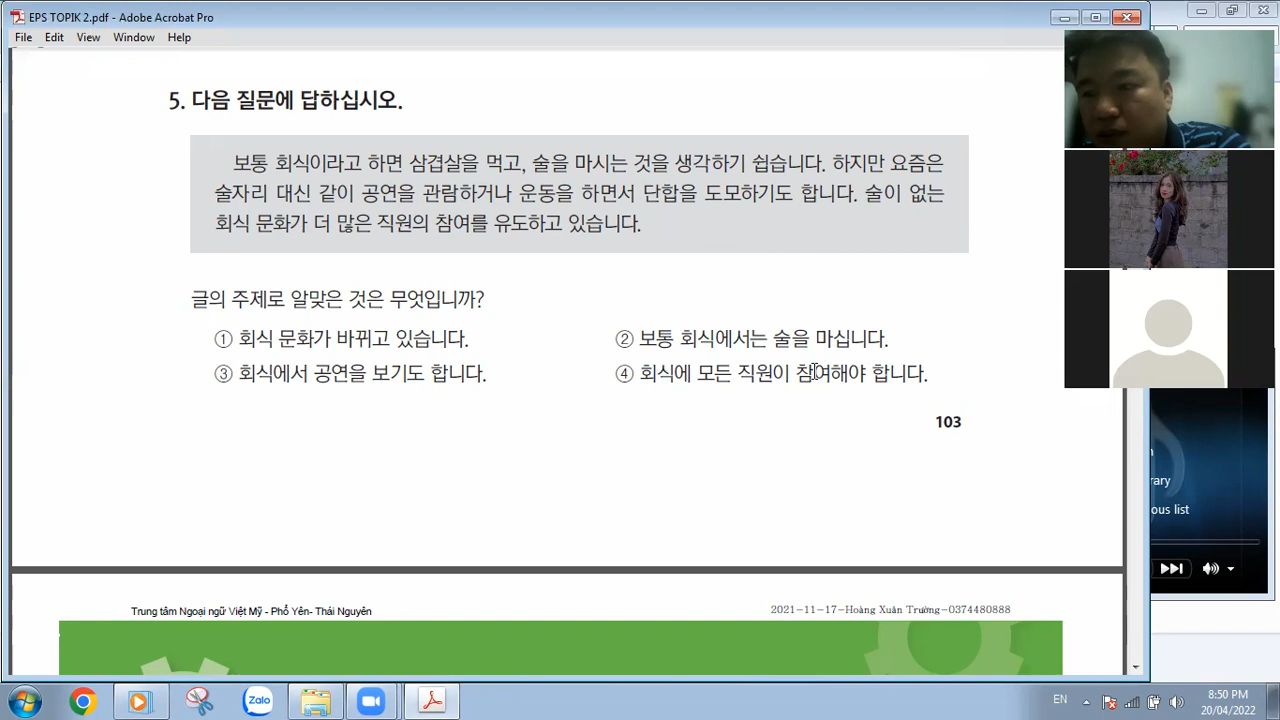 EPS TOPIK 2.pdf - Adobe Acrobat Pro
File Edit View Window Help
5. 다음 질문에 답하십시오.
보통 회식이라고 하면 삼겹살을 먹고, 술을 마시는 것을 생각하기 쉽습니다. 하지만 요즘은
술자리 대신 같이 공연을 관람하거나 운동을 하면서 단합을 도모하기도 합니다. 술이 없는
회식 문화가 더 많은 직원의 참여를 유도하고 있습니다.
글의 주제로 알맞은 것은 무엇입니까?
① 회식 문화가 바뀌고 있습니다. ② 보통 회식에서는 술을 마십니다.
③ 회식에서 공연을 보기도 합니다. ④ 회식에 모든 직원이 참여해야 합니다.
103
rary
ous list
Trung tâm Ngoại ngữ Việt Mỹ - Phổ Yên- Thái Nguyên 2021-11-17-Hoàng Xuân Trường-0374480888
Zalo
EN
8:50 PM
20/04/2022